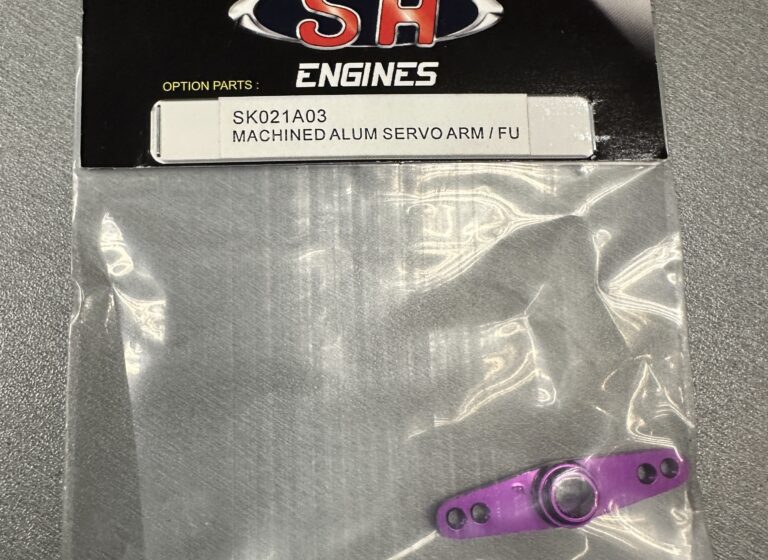 SH
ENGINES
OPTION PARTS :
SK021A03
MACHINED ALUM SERVO ARM / FU